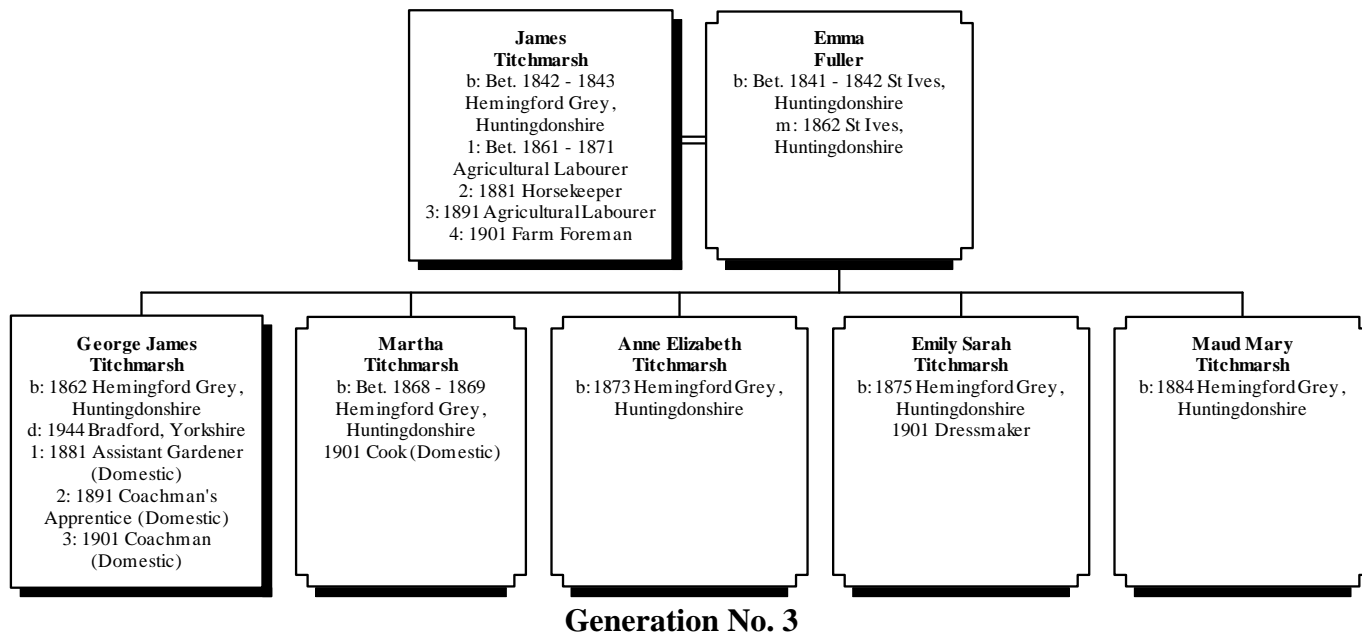 James
Titchmarsh
b: Bet. 1842 - 1843
Hemingford Grey,
Huntingdonshire
1: Bet. 1861 - 1871
Agricultural Labourer
2: 1881 Horsekeeper
3: 1891 Agricultural Labourer
4: 1901 Farm Foreman
Emma
Fuller
b: Bet. 1841 - 1842 St Ives,
Huntingdonshire
m: 1862 St Ives,
Huntingdonshire
George James
Titchmarsh
b: 1862 Hemingford Grey,
Huntingdonshire
d: 1944 Bradford, Yorkshire
1: 1881 Assistant Gardener
(Domestic)
2: 1891 Coachman's
Apprentice (Domestic)
3: 1901 Coachman
(Domestic)
Martha
Titchmarsh
b: Bet. 1868 - 1869
Hemingford Grey,
Huntingdonshire
1901 Cook (Domestic)
Anne Elizabeth
Titchmarsh
b: 1873 Hemingford Grey,
Huntingdonshire
Emily Sarah
Titchmarsh
b: 1875 Hemingford Grey,
Huntingdonshire
1901 Dressmaker
Maud Mary
Titchmarsh
b: 1884 Hemingford Grey,
Huntingdonshire
Generation No. 3